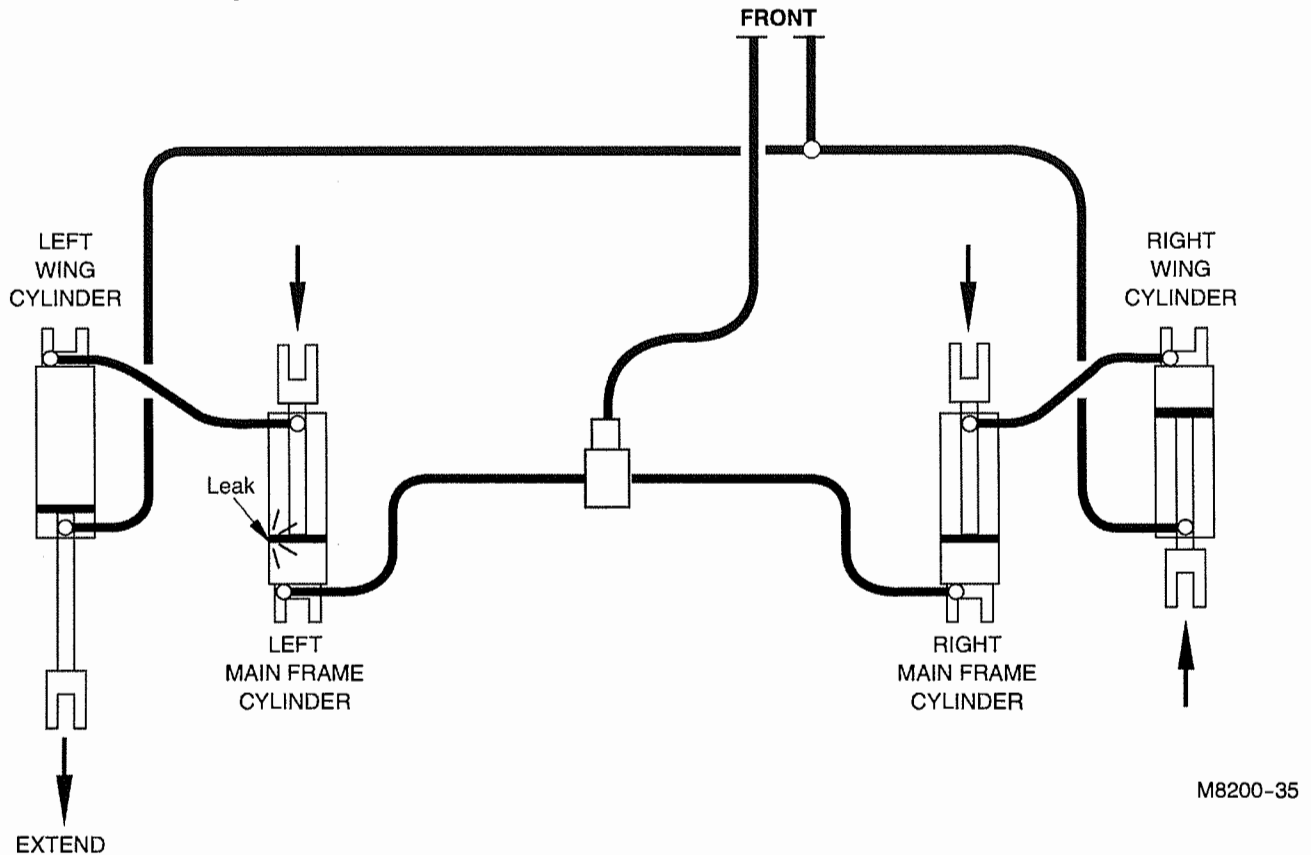 FRONT
LEFT
WING
CYLINDER
RIGHT
WING
CYLINDER
Leak
LEFT
MAIN FRAME
CYLINDER
RIGHT
MAIN FRAME
CYLINDER
M8200-35
EXTEND